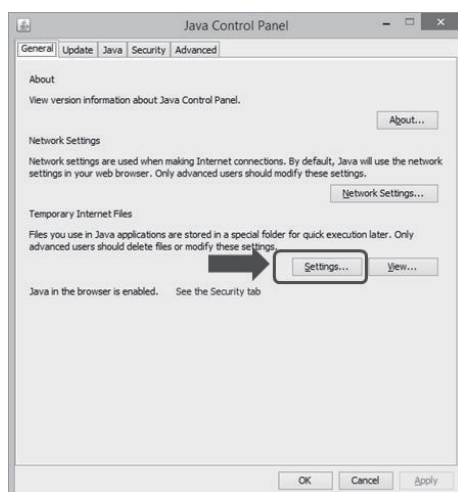 Java Control Panel
General Update Java Security Advanced
About
View version information about Java Control Panel.
About...
Network Settings
Network settings are used when making Internet connections. By default, Java will use the network
settings in your web browser. Only advanced users should modify these settings.
Network Settings...
Temporary Internet Files
Files you use in Java applications are stored in a special folder for quick execution later. Only
advanced users should delete files or modify these settings.
Settings... View...
Java in the browser is enabled. See the Security tab
OK Cancel Apply